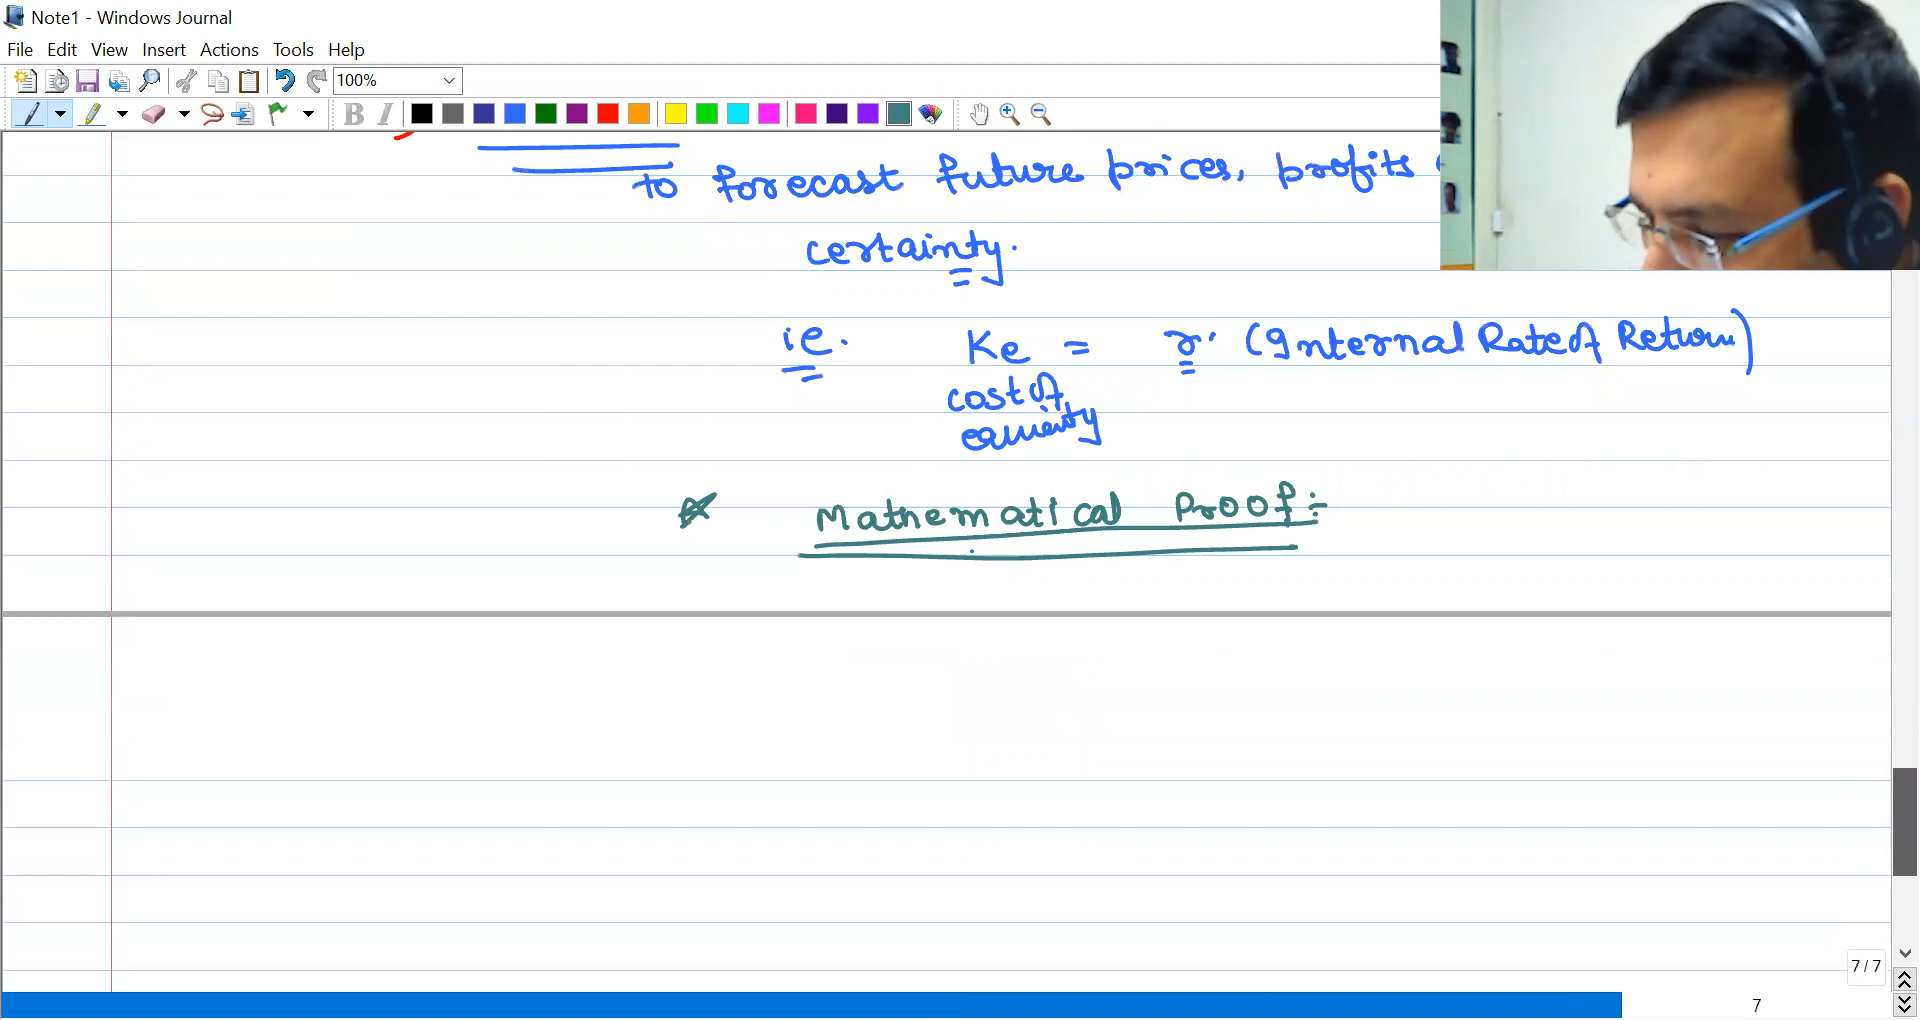 Note1 - Windows Journal
File Edit View Insert Actions Tools Help
100%
B I
to forecast future prices, profits
certainty.
ie. Ke = r. (Internal Rate of Return)
cost of
equity
Mathematical Proof:-
7 / 7
7